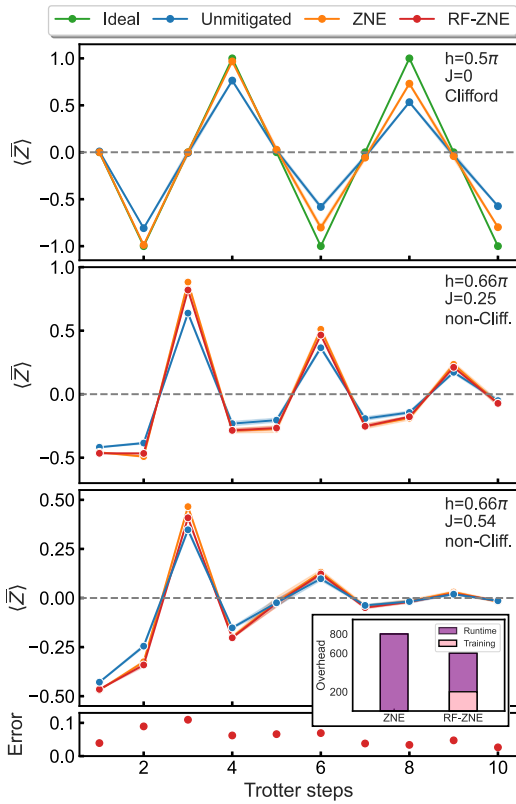 Ideal Unmitigated ZNE RF-ZNE
h=0.5π
J=0
Clifford
1.0
0.5
0.0
−0.5
−1.0
⟨Z̅⟩
h=0.66π
J=0.25
non-Cliff.
1.0
0.5
0.0
−0.5
⟨Z̅⟩
h=0.66π
J=0.54
non-Cliff.
0.50
0.25
0.00
−0.25
−0.50
⟨Z̅⟩
Runtime
Training
800
600
200
Overhead
ZNE RF-ZNE
0.1
0.0
Error
2 4 6 8 10
Trotter steps